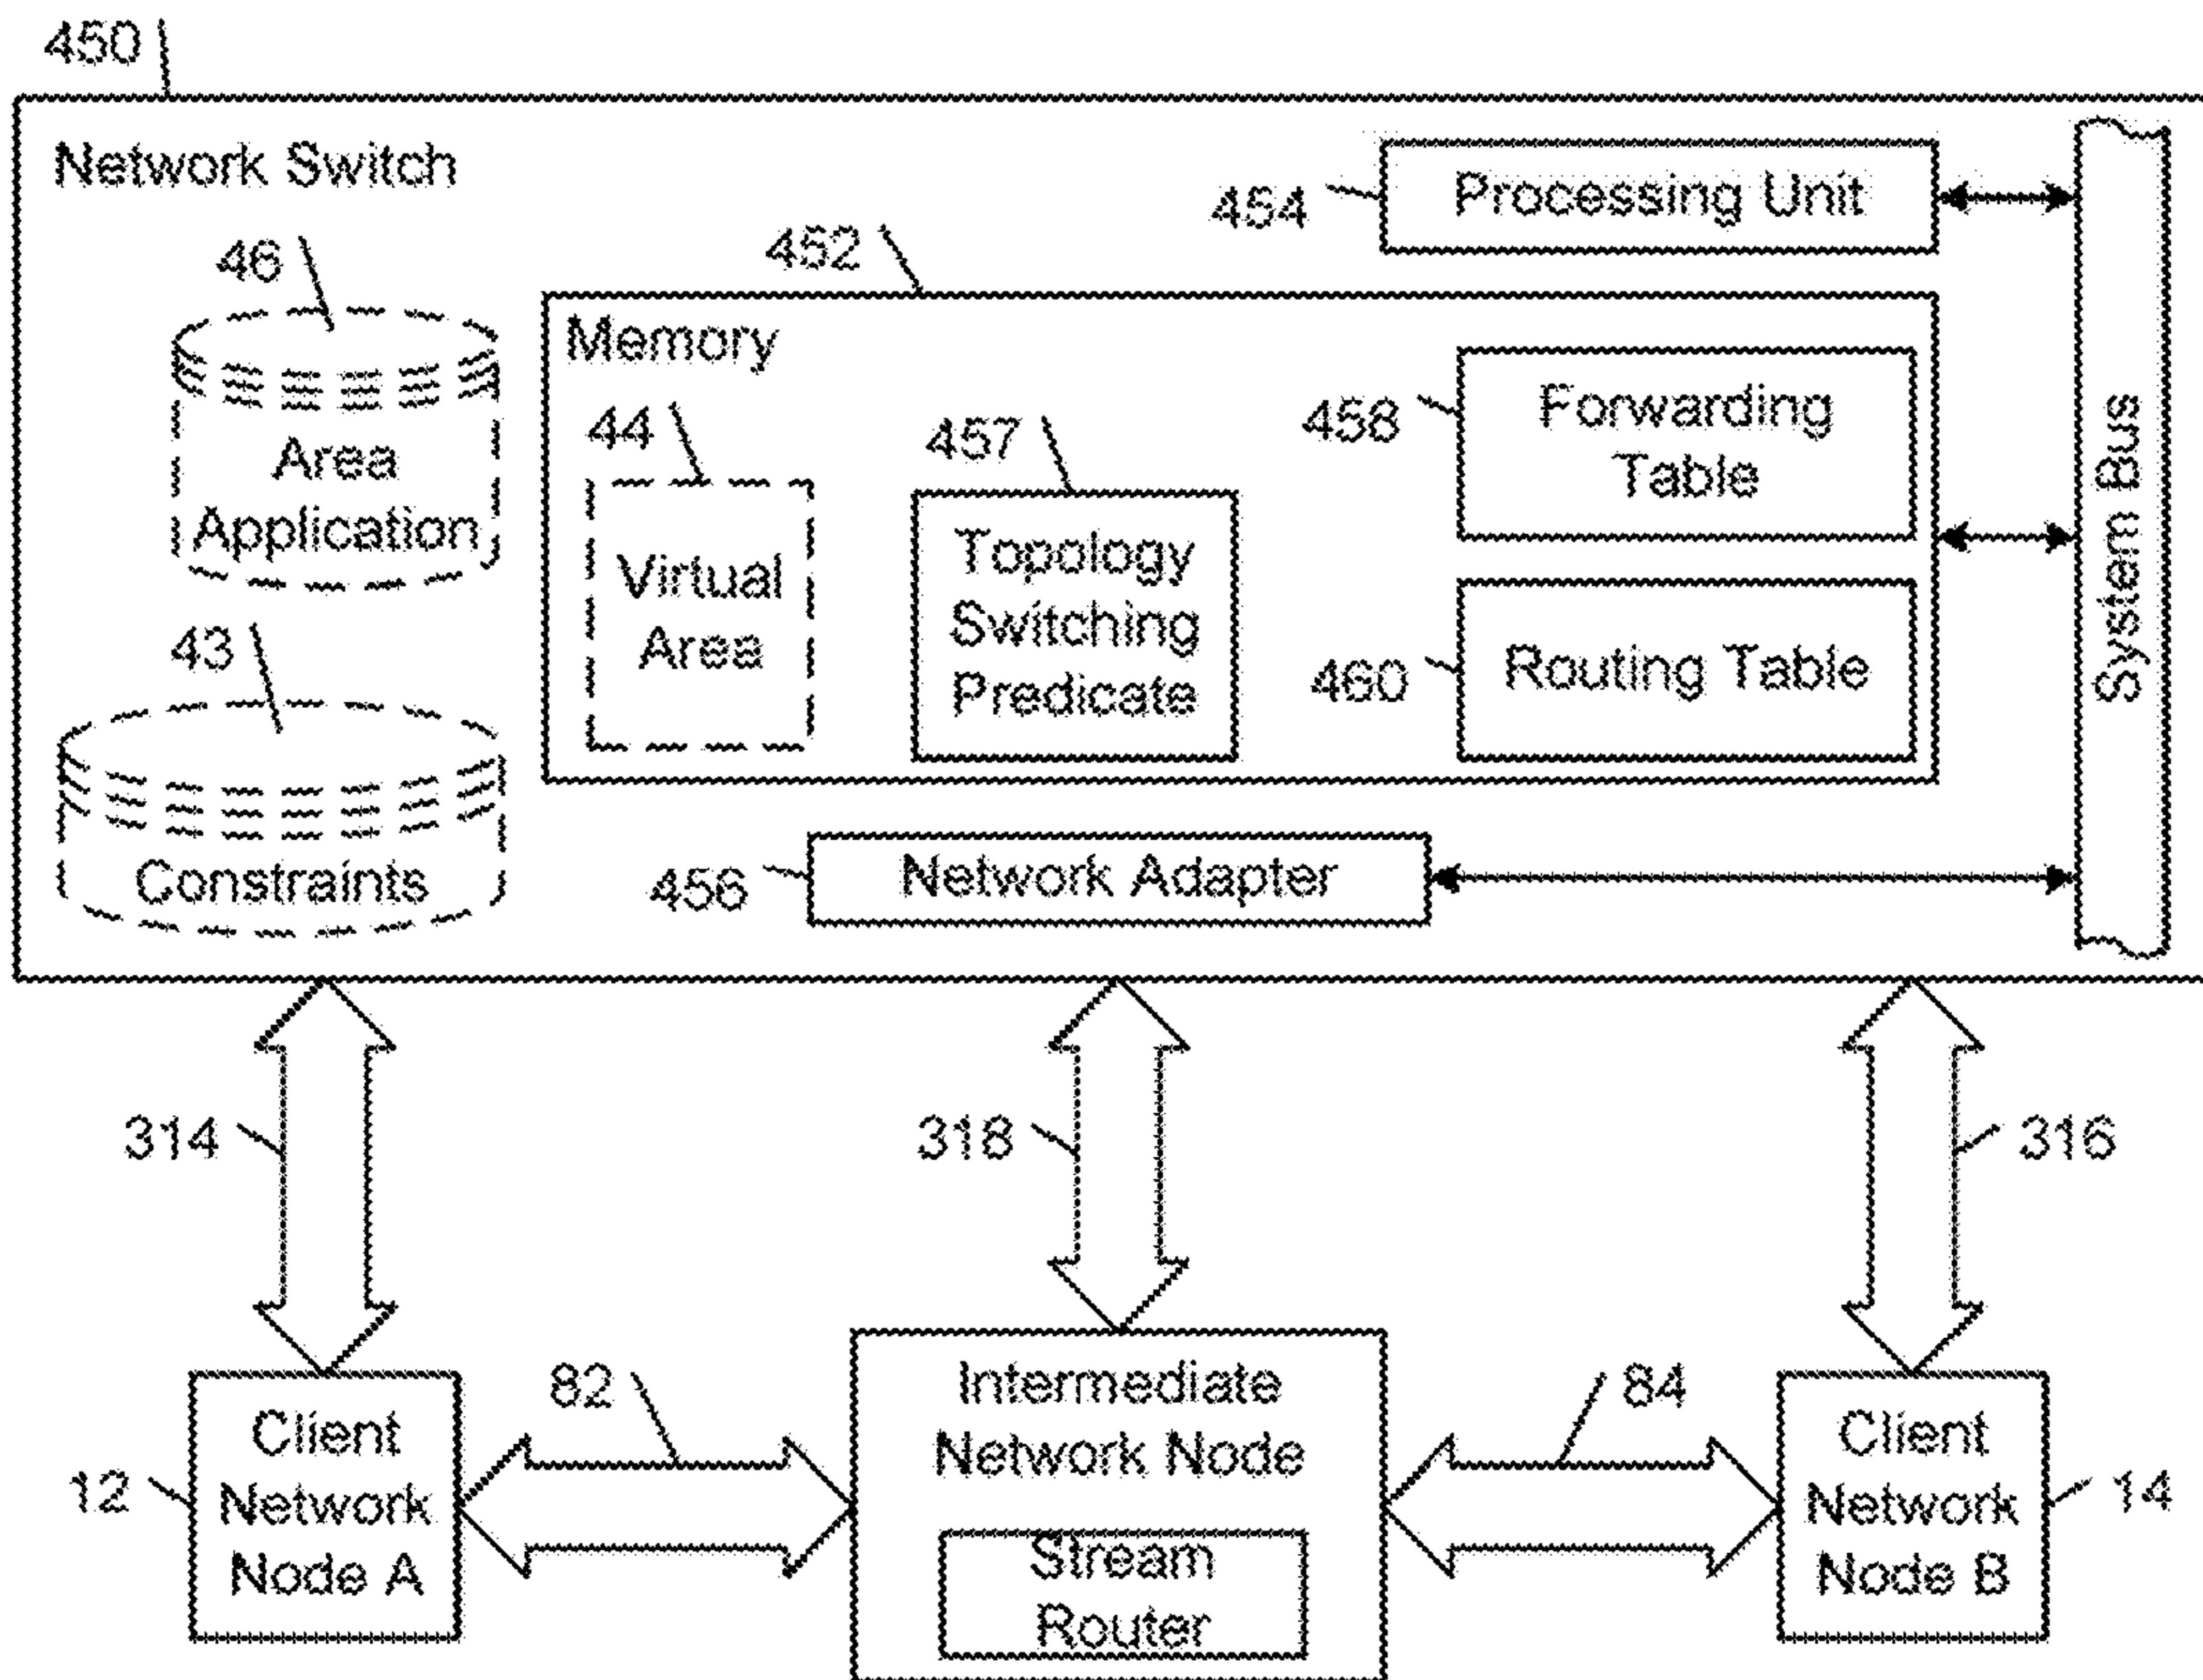 450
Network Switch
454
Processing Unit
46
452
Area
Application
Memory
44
Virtual
Area
457
Topology
Switching
Predicate
458
Forwarding
Table
460
Routing Table
System Bus
43
Constraints
456
Network Adapter
314
318
316
12
Client
Network
Node A
82
Intermediate
Network Node
Stream
Router
84
Client
Network
Node B
14